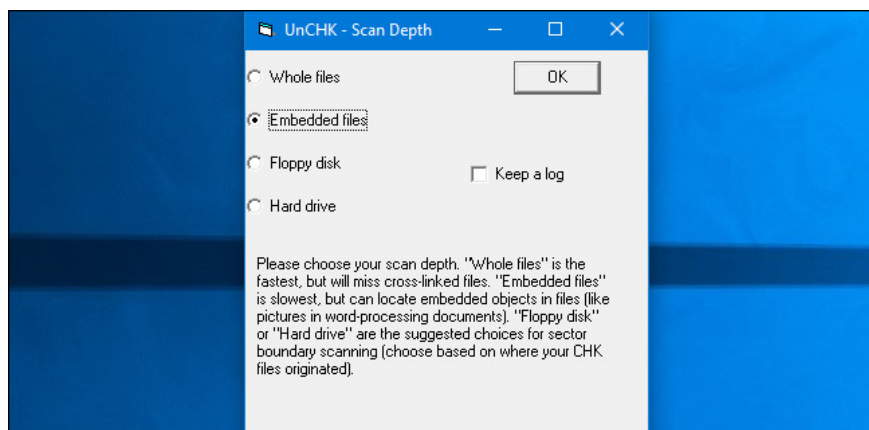 UnCHK - Scan Depth
Whole files
OK
Embedded files
Floppy disk
Keep a log
Hard drive
Please choose your scan depth. "Whole files" is the
fastest, but will miss cross-linked files. "Embedded files"
is slowest, but can locate embedded objects in files (like
pictures in word-processing documents). "Floppy disk"
or "Hard drive" are the suggested choices for sector
boundary scanning (choose based on where your CHK
files originated).